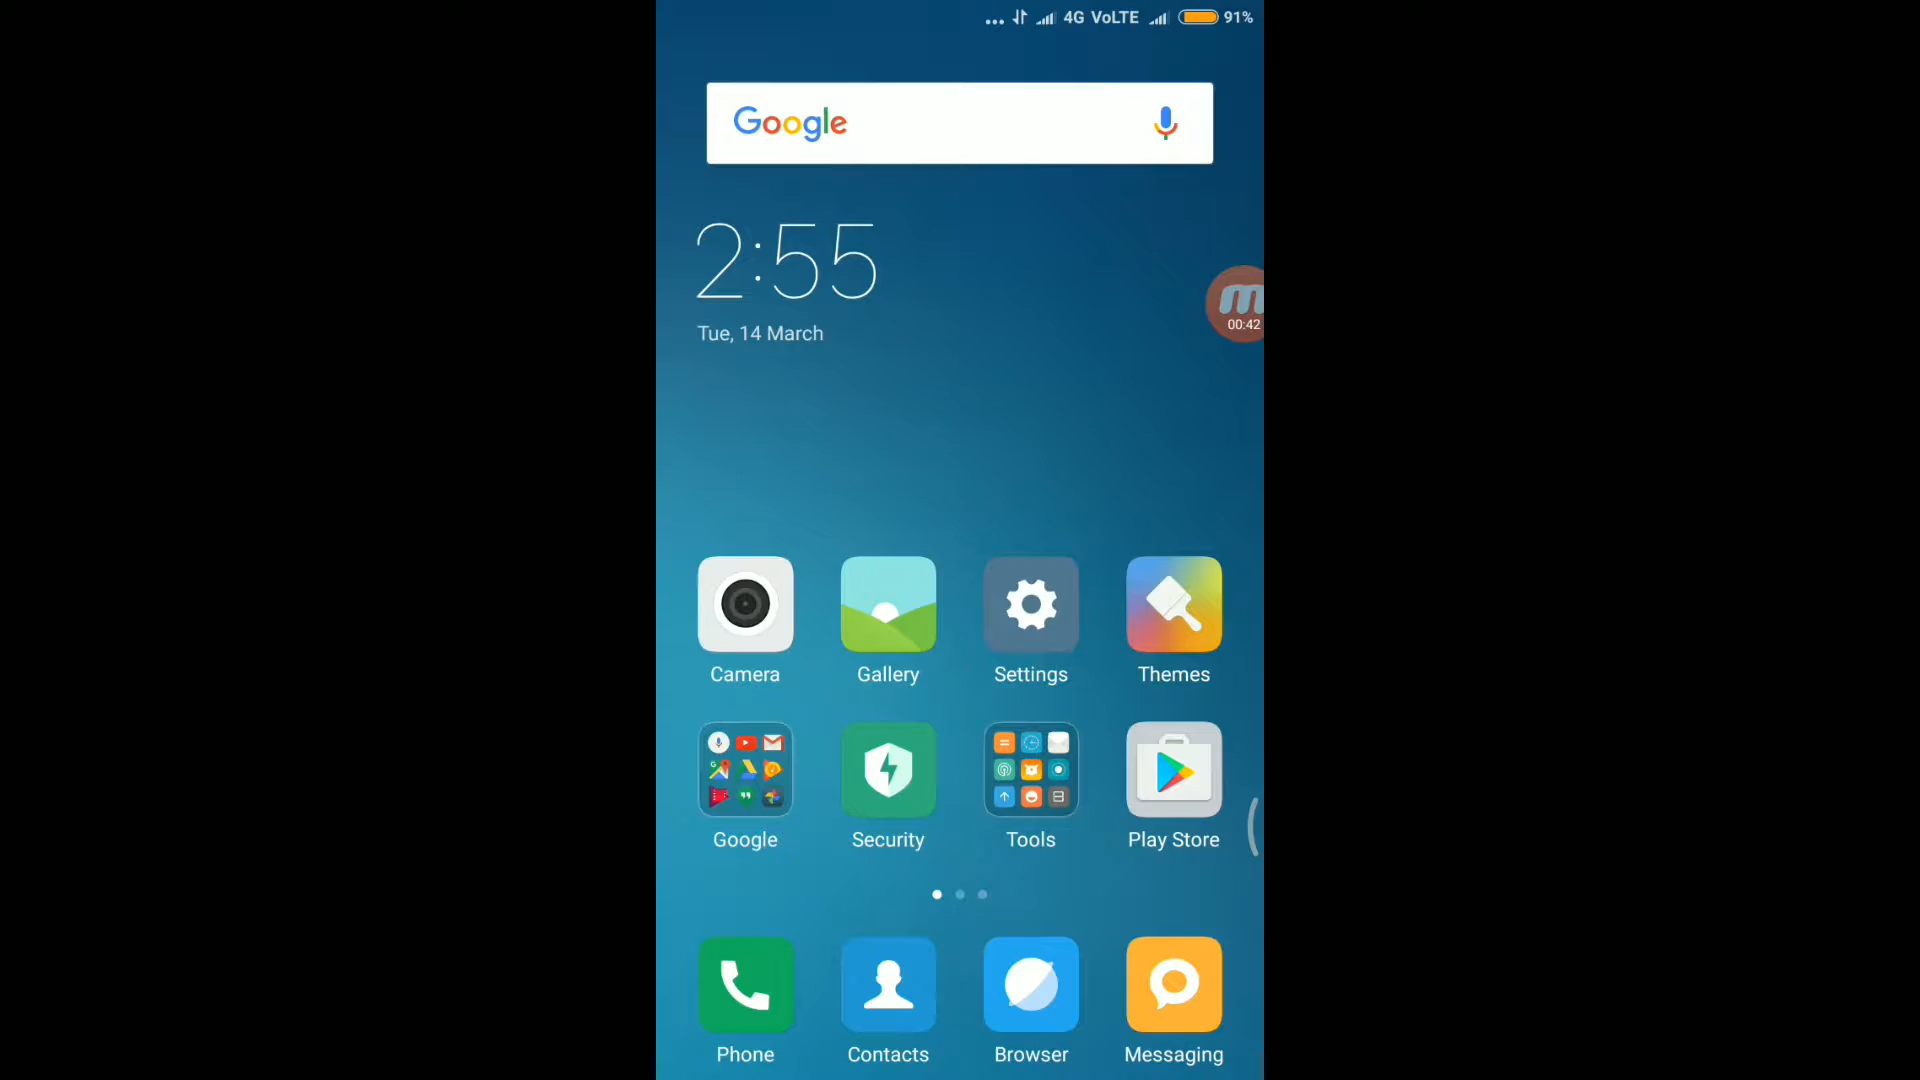 4G VoLTE 91%
Google
2:55
Tue, 14 March
00:42
Camera Gallery Settings Themes
Google Security Tools Play Store
Phone Contacts Browser Messaging